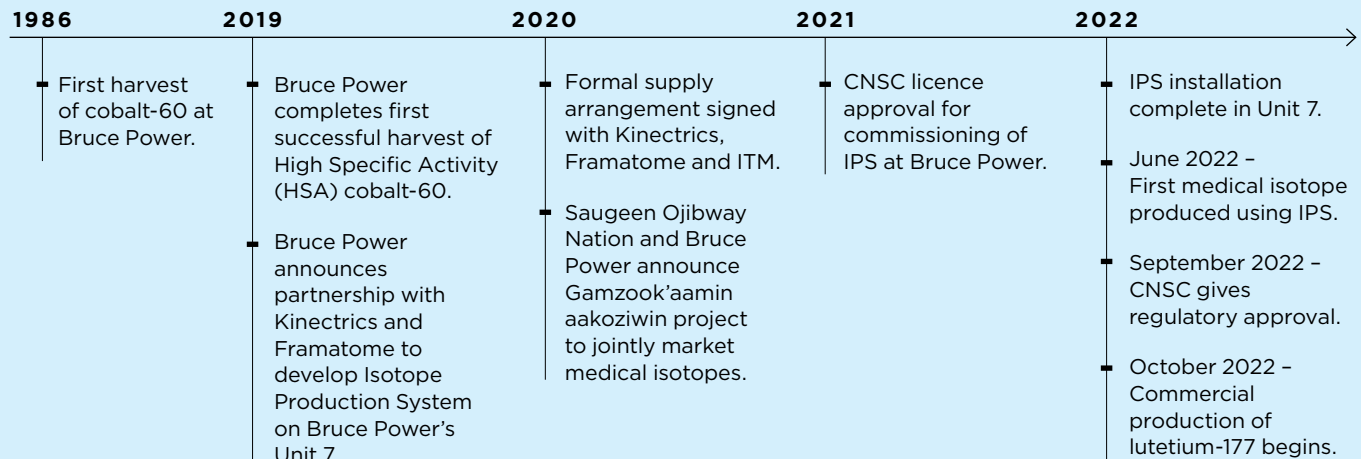 1986
First harvest
of cobalt-60 at
Bruce Power.
2019
Bruce Power
completes first
successful harvest of
High Specific Activity
(HSA) cobalt-60.
Bruce Power
announces
partnership with
Kinectrics and
Framatome to
develop Isotope
Production System
on Bruce Power's
Unit 7
2020
Formal supply
arrangement signed
with Kinectrics,
Framatome and ITM.
Saugeen Ojibway
Nation and Bruce
Power announce
Gamzook'aamin
aakoziwin project
to jointly market
medical isotopes.
2021
CNSC licence
approval for
commissioning of
IPS at Bruce Power.
2022
IPS installation
complete in Unit 7.
June 2022 –
First medical isotope
produced using IPS.
September 2022 –
CNSC gives
regulatory approval.
October 2022 –
Commercial
production of
lutetium-177 begins.